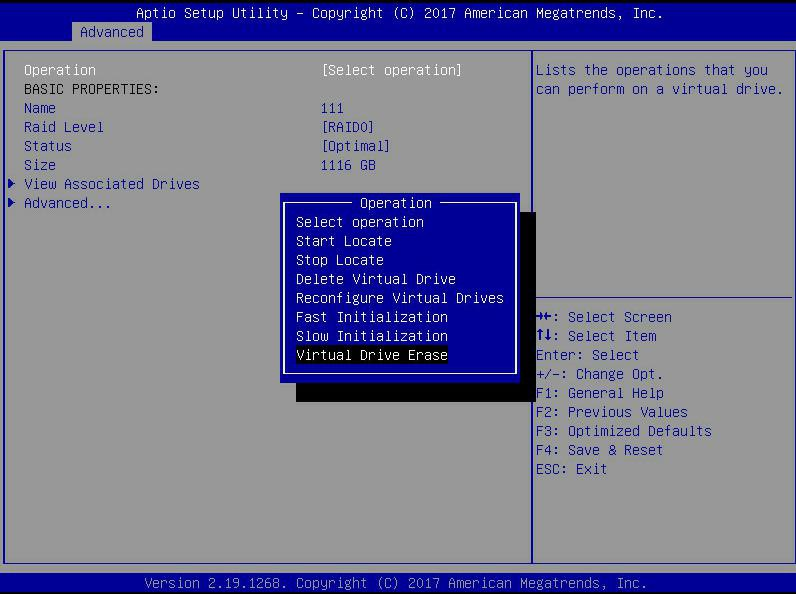 Aptio Setup Utility – Copyright (C) 2017 American Megatrends, Inc.
Advanced
Operation [Select operation]
BASIC PROPERTIES:
Name 111
Raid Level [RAID0]
Status [Optimal]
Size 1116 GB
View Associated Drives
Advanced...
Operation
Select operation
Start Locate
Stop Locate
Delete Virtual Drive
Reconfigure Virtual Drives
Fast Initialization
Slow Initialization
Virtual Drive Erase
Lists the operations that you
can perform on a virtual drive.
→←: Select Screen
↑↓: Select Item
Enter: Select
+/-: Change Opt.
F1: General Help
F2: Previous Values
F3: Optimized Defaults
F4: Save & Reset
ESC: Exit
Version 2.19.1268. Copyright (C) 2017 American Megatrends, Inc.